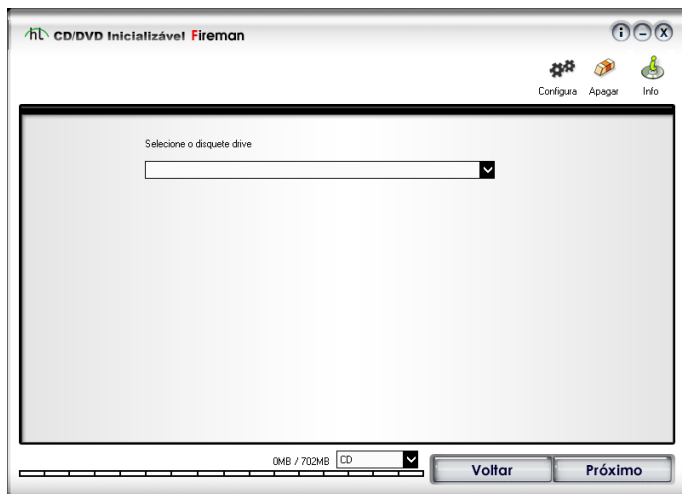 CD/DVD Inicializável Fireman
Configura Apagar Info
Selecione o disquete drive
0MB / 702MB CD
Voltar Próximo